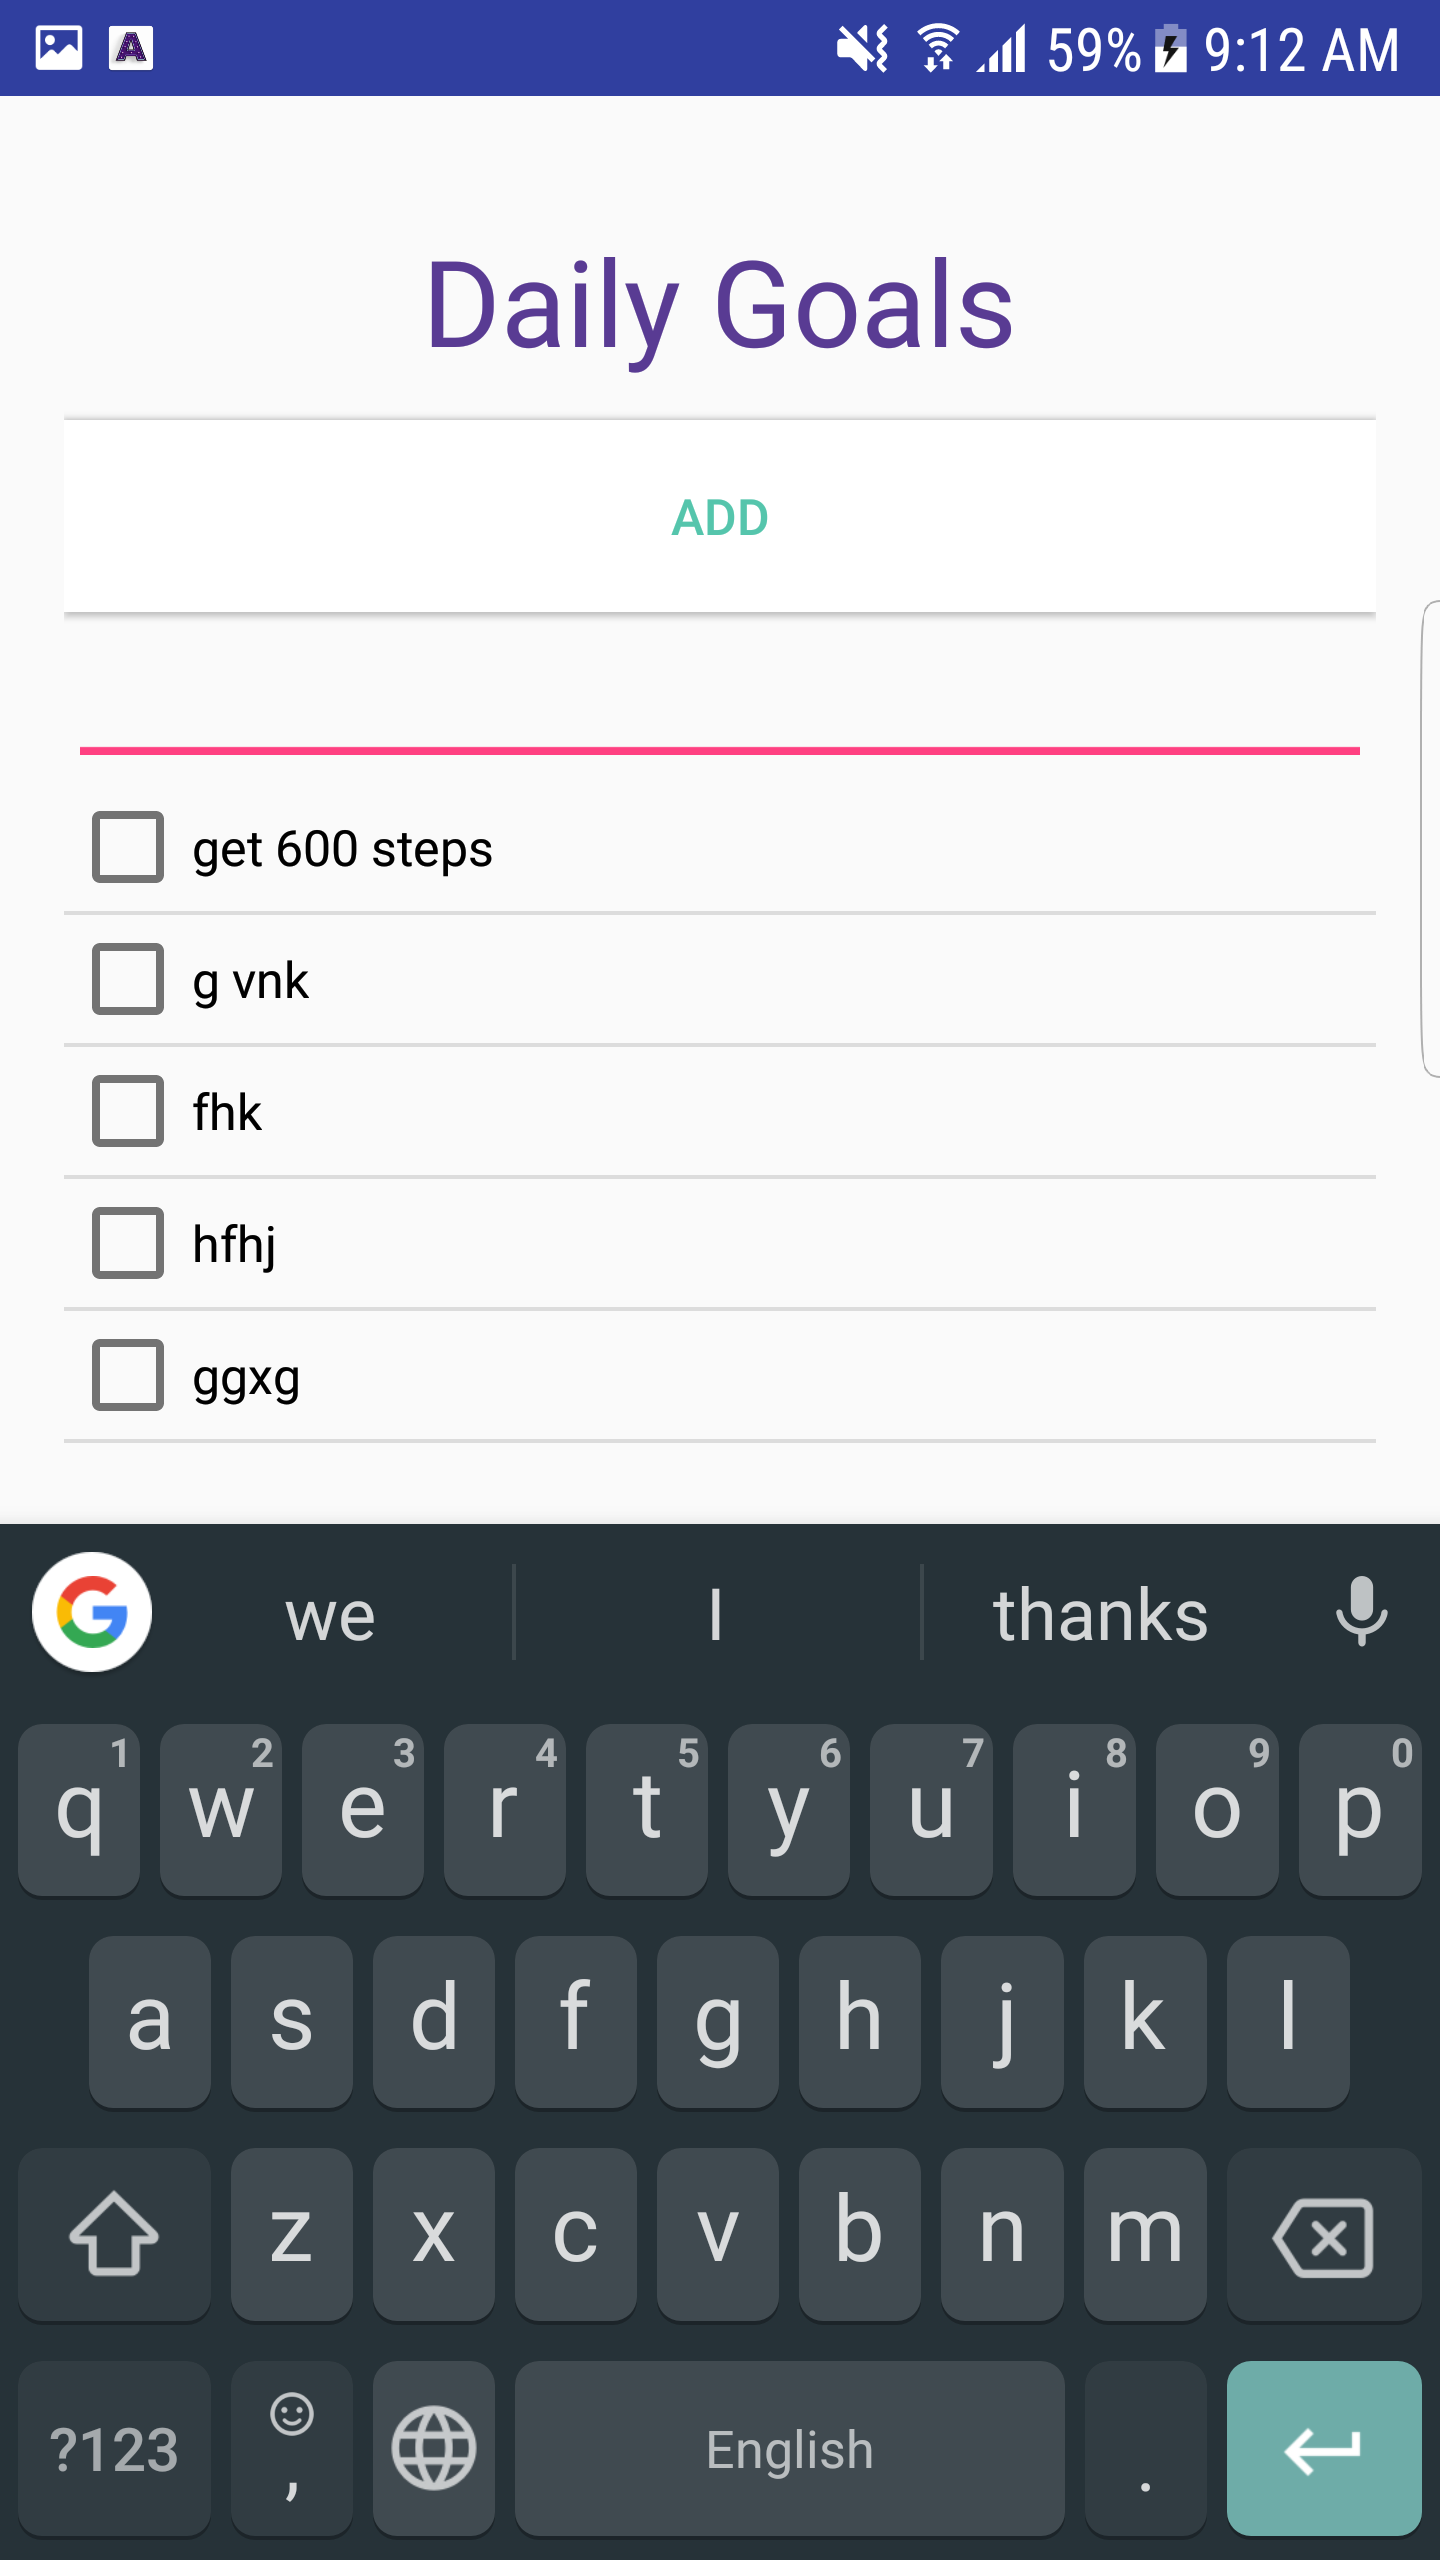 A 59% 9:12 AM
Daily Goals
ADD
get 600 steps
g vnk
fhk
hfhj
ggxg
we I thanks
1 2 3 4 5 6 7 8 9 0
q w e r t y u i o p
a s d f g h j k l
z x c v b n m
?123 , English .